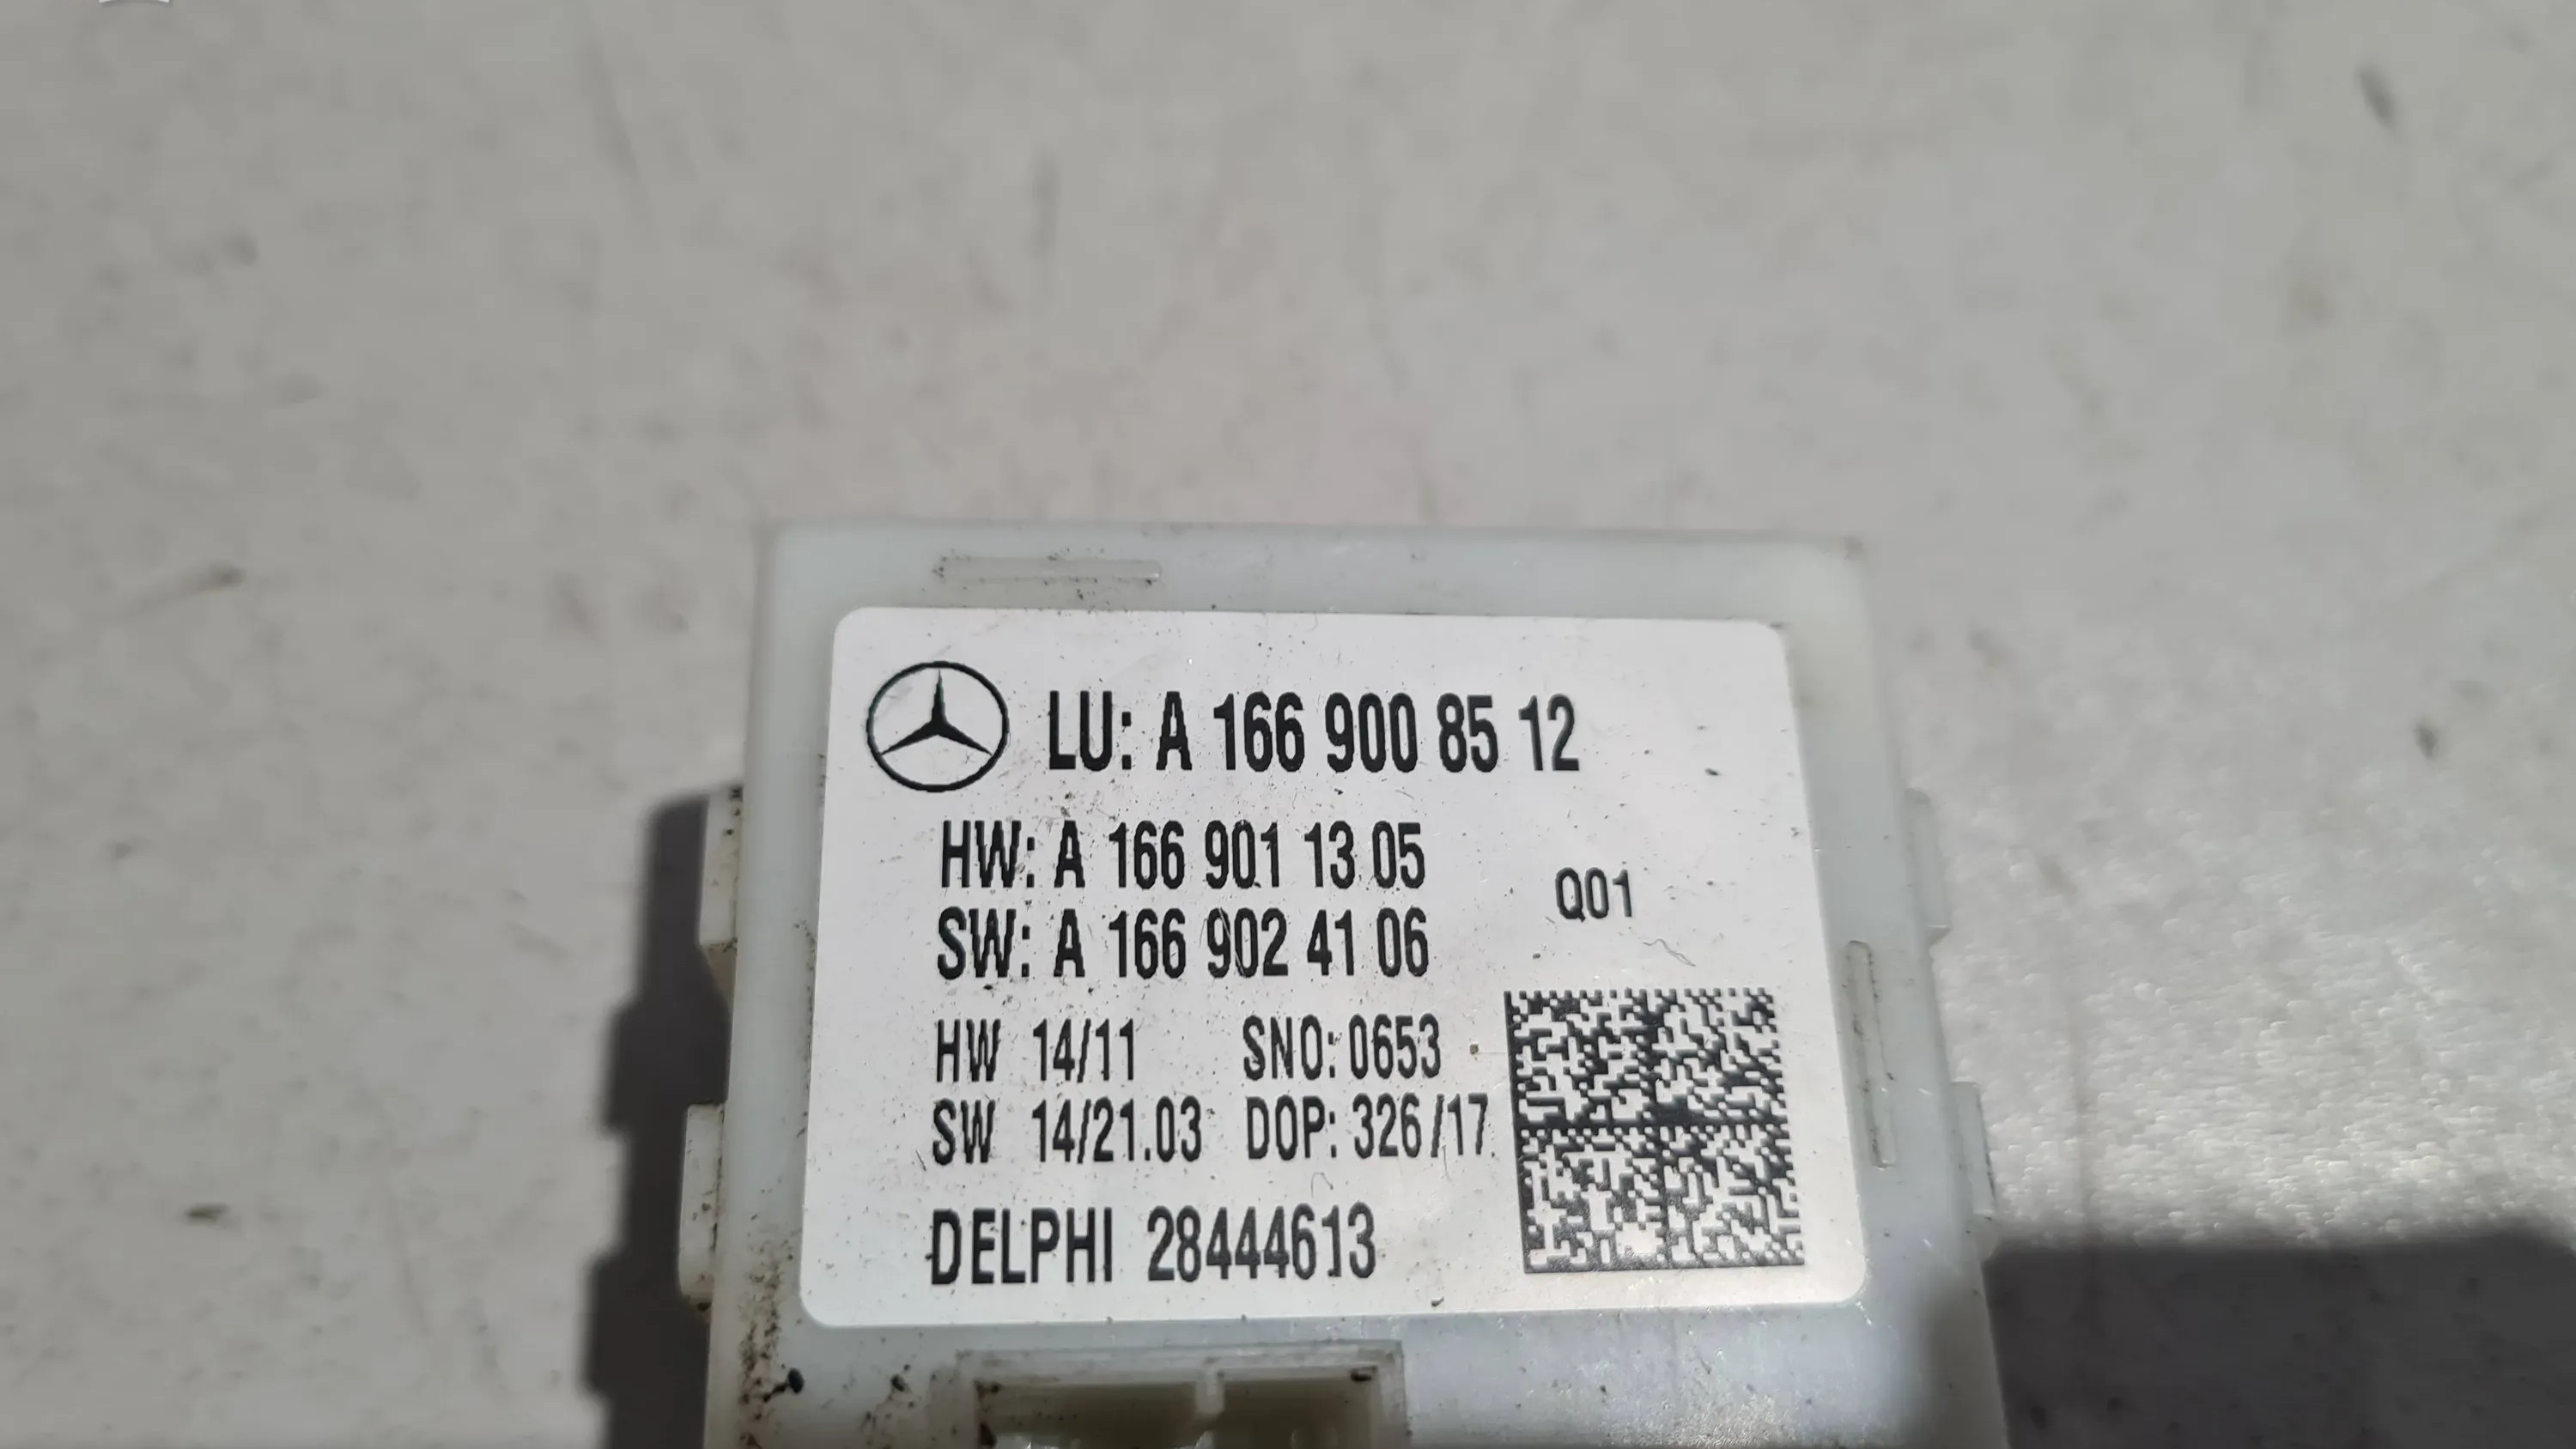 LU: A 166 900 85 12
HW: A 166 901 13 05
Q01
SW: A 166 902 41 06
HW 14/11 SNO: 0653
SW 14/21.03 DOP: 326/17
DELPHI 28444613